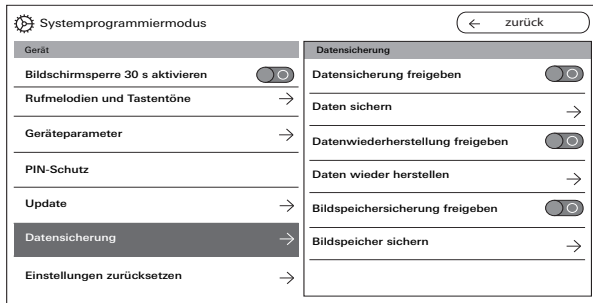 Systemprogrammiermodus
← zurück
Gerät
Bildschirmsperre 30 s aktivieren
Rufmelodien und Tastentöne →
Geräteparameter →
PIN-Schutz
Update →
Datensicherung →
Einstellungen zurücksetzen →
Datensicherung
Datensicherung freigeben
Daten sichern →
Datenwiederherstellung freigeben
Daten wieder herstellen →
Bildspeichersicherung freigeben
Bildspeicher sichern →